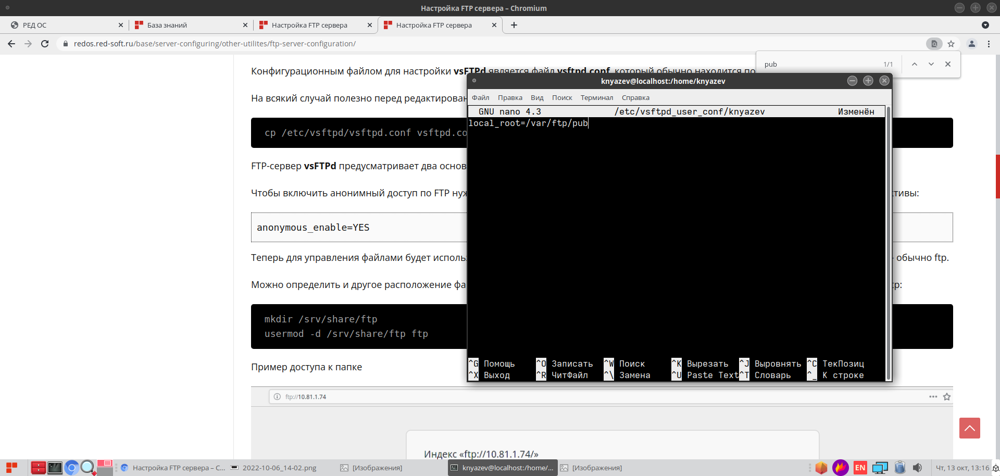 Настройка FTP сервера – Chromium
РЕД ОС
База знаний
Настройка FTP сервера
Настройка FTP сервера
redos.red-soft.ru/base/server-configuring/other-utilites/ftp-server-configuration/
pub 1/1
Конфигурационным файлом для настройки vsFTPd является файл vsftpd.conf, который обычно находится по
На всякий случай полезно перед редактирован
cp /etc/vsftpd/vsftpd.conf vsftpd.co
FTP-сервер vsFTPd предусматривает два основ
Чтобы включить анонимный доступ по FTP нуж
тивы:
anonymous_enable=YES
Теперь для управления файлами будет исполь
обычно ftp.
Можно определить и другое расположение фа
tp:
mkdir /srv/share/ftp
usermod -d /srv/share/ftp ftp
Пример доступа к папке
ftp://10.81.1.74
Индекс «ftp://10.81.1.74/»
knyazev@localhost:/home/knyazev
Файл Правка Вид Поиск Терминал Справка
GNU nano 4.3 /etc/vsftpd_user_conf/knyazev Изменён
local_root=/var/ftp/pub
^G Помощь ^O Записать ^W Поиск ^K Вырезать ^J Выровнять ^C ТекПозиц
^X Выход ^R ЧитФайл ^\ Замена ^U Paste Text ^T Словарь ^_ К строке
Настройка FTP сервера – C...
2022-10-06_14-02.png
[Изображения]
knyazev@localhost:/home/...
[Изображения]
EN
Чт, 13 окт, 13:16